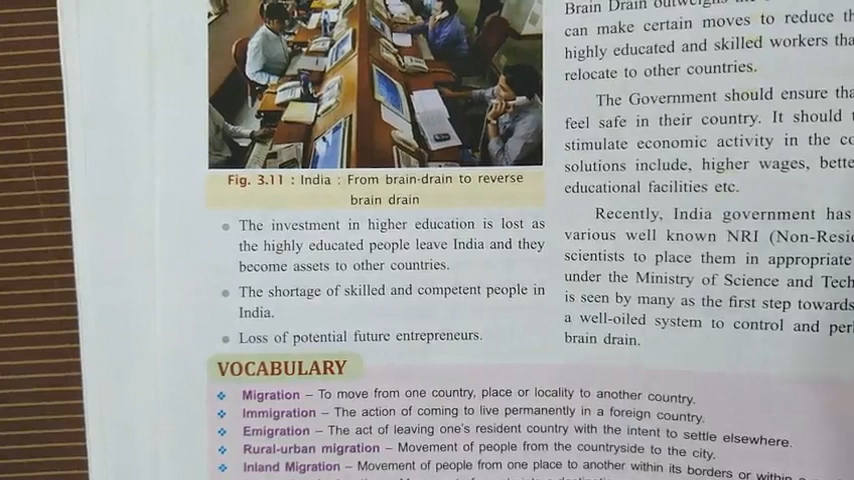 Fig. 3.11 : India : From brain-drain to reverse
brain drain
The investment in higher education is lost as
the highly educated people leave India and they
become assets to other countries.
The shortage of skilled and competent people in
India.
Loss of potential future entrepreneurs.
Brain Drain outweighs the
can make certain moves to reduce th
highly educated and skilled workers tha
relocate to other countries.
The Government should ensure tha
feel safe in their country. It should
stimulate economic activity in the co
solutions include, higher wages, bette
educational facilities etc.
Recently, India government has
various well known NRI (Non-Resid
scientists to place them in appropriate
under the Ministry of Science and Tech
is seen by many as the first step towards
a well-oiled system to control and per
brain drain.
VOCABULARY
Migration – To move from one country, place or locality to another country.
Immigration – The action of coming to live permanently in a foreign country.
Emigration – The act of leaving one's resident country with the intent to settle elsewhere.
Rural-urban migration – Movement of people from the countryside to the city.
Inland Migration – Movement of people from one place to another within its borders or within